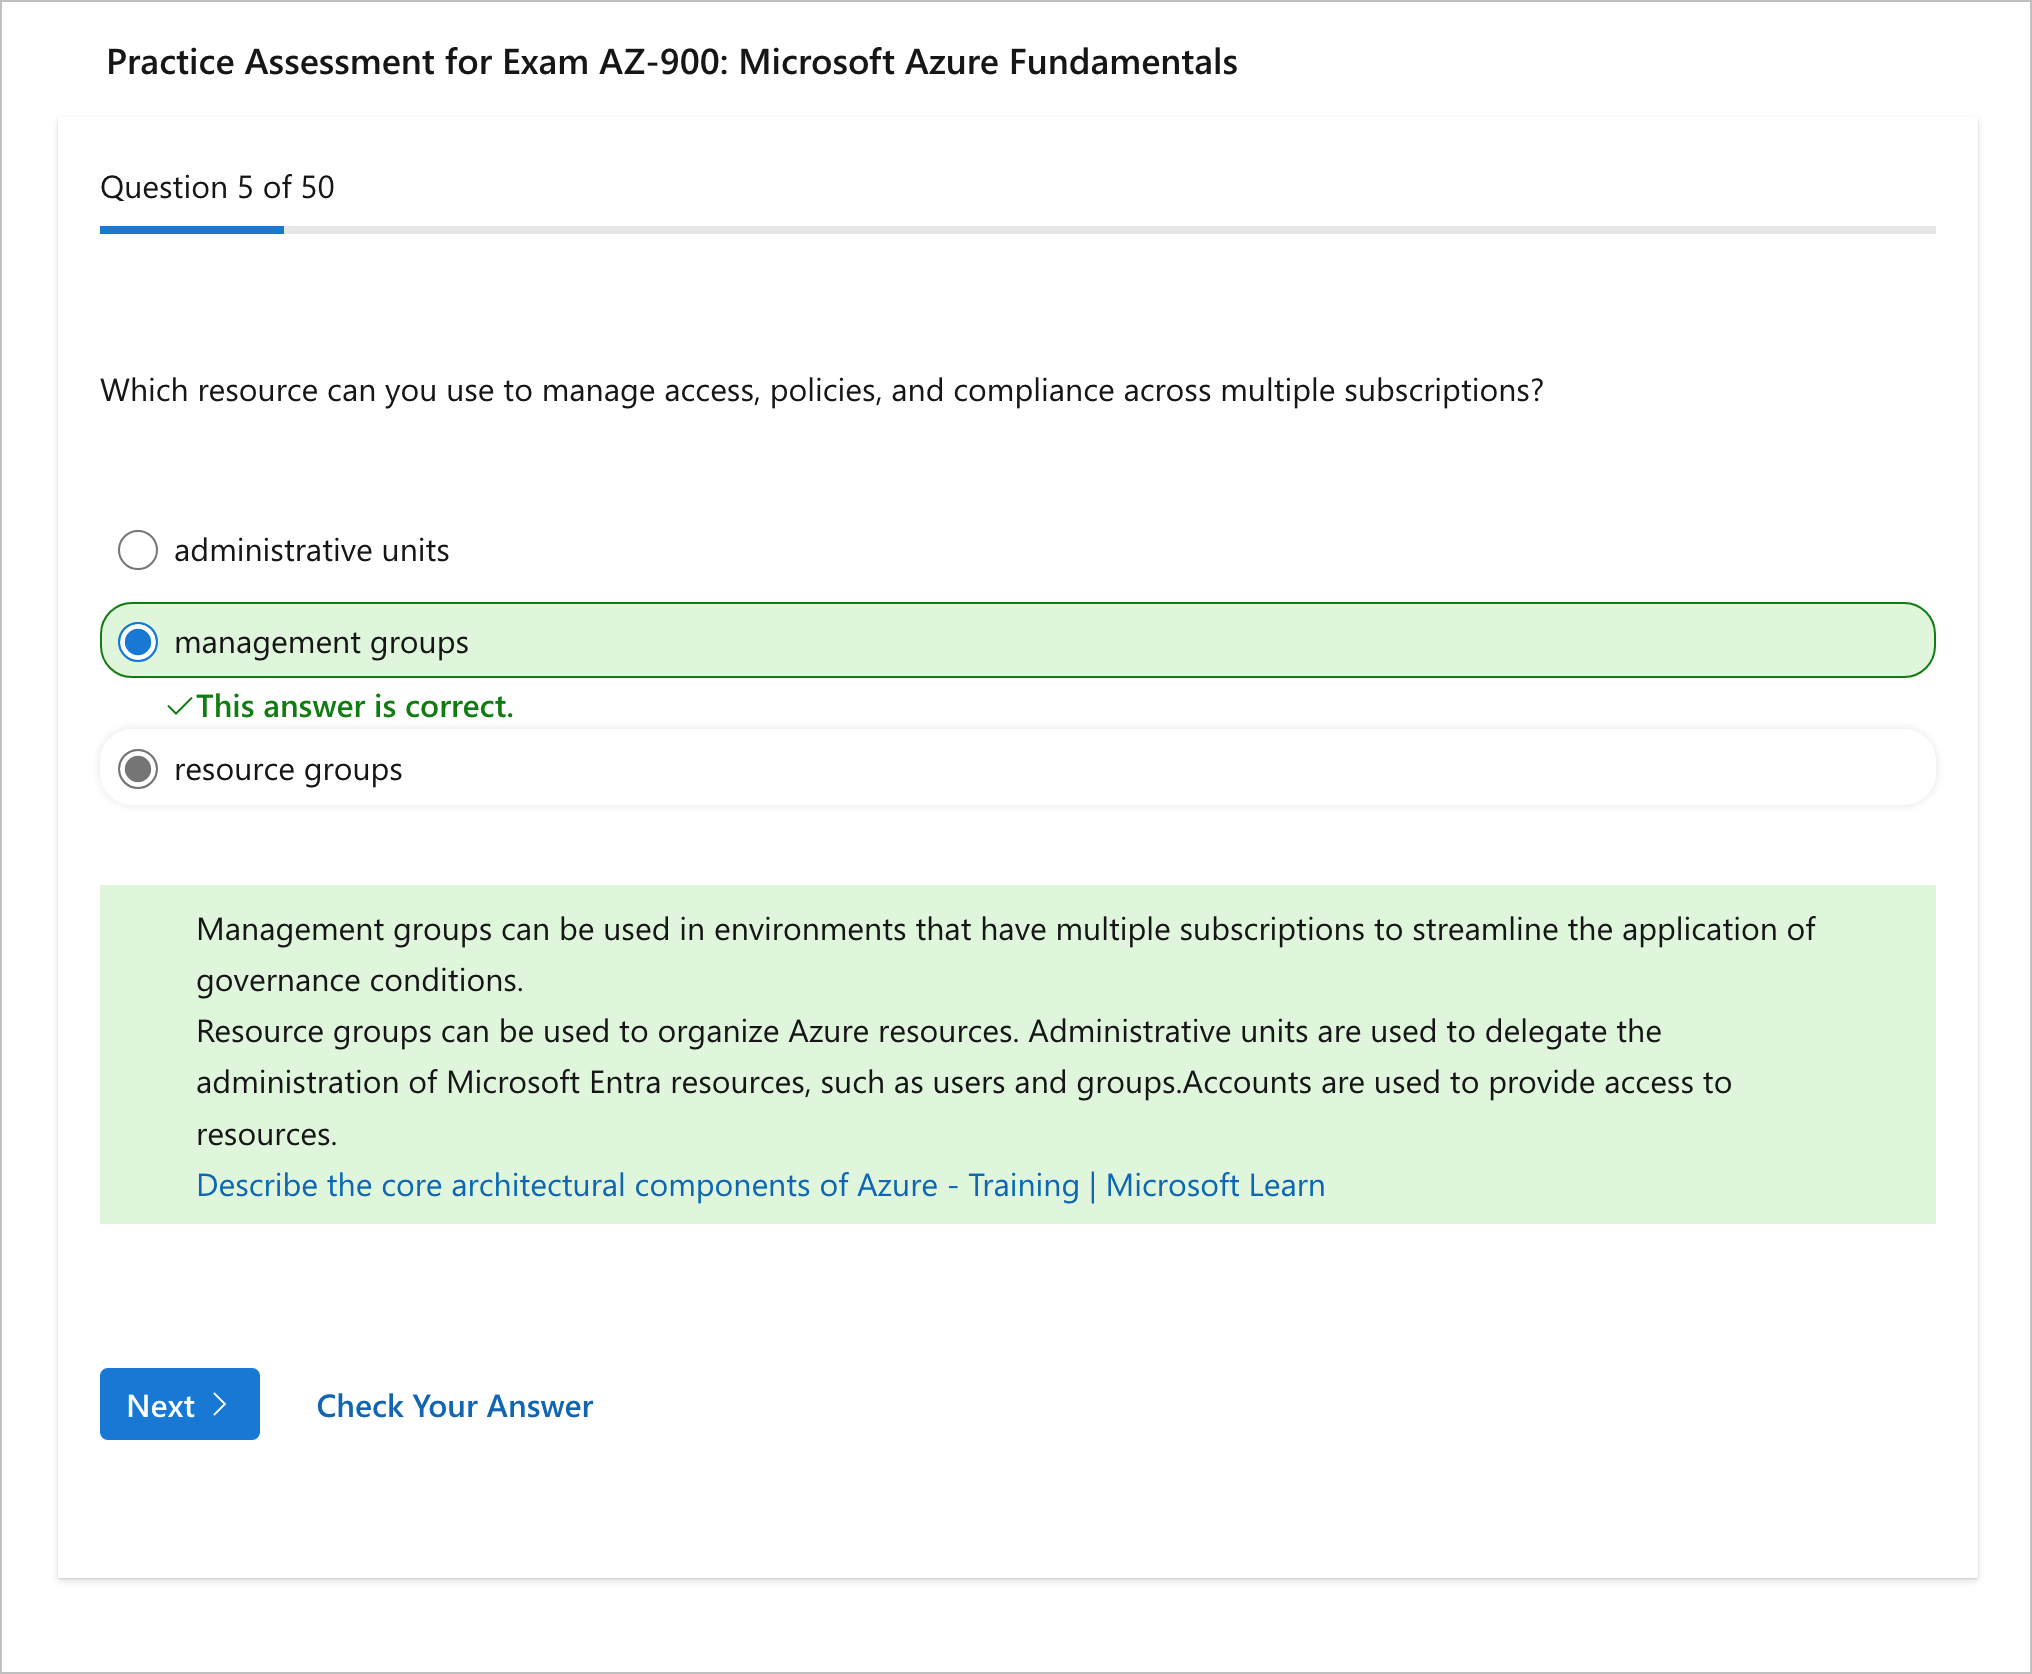 Practice Assessment for Exam AZ-900: Microsoft Azure Fundamentals
Question 5 of 50
Which resource can you use to manage access, policies, and compliance across multiple subscriptions?
administrative units
management groups
This answer is correct.
resource groups
Management groups can be used in environments that have multiple subscriptions to streamline the application of
governance conditions.
Resource groups can be used to organize Azure resources. Administrative units are used to delegate the
administration of Microsoft Entra resources, such as users and groups.Accounts are used to provide access to
resources.
Describe the core architectural components of Azure - Training | Microsoft Learn
Next
Check Your Answer